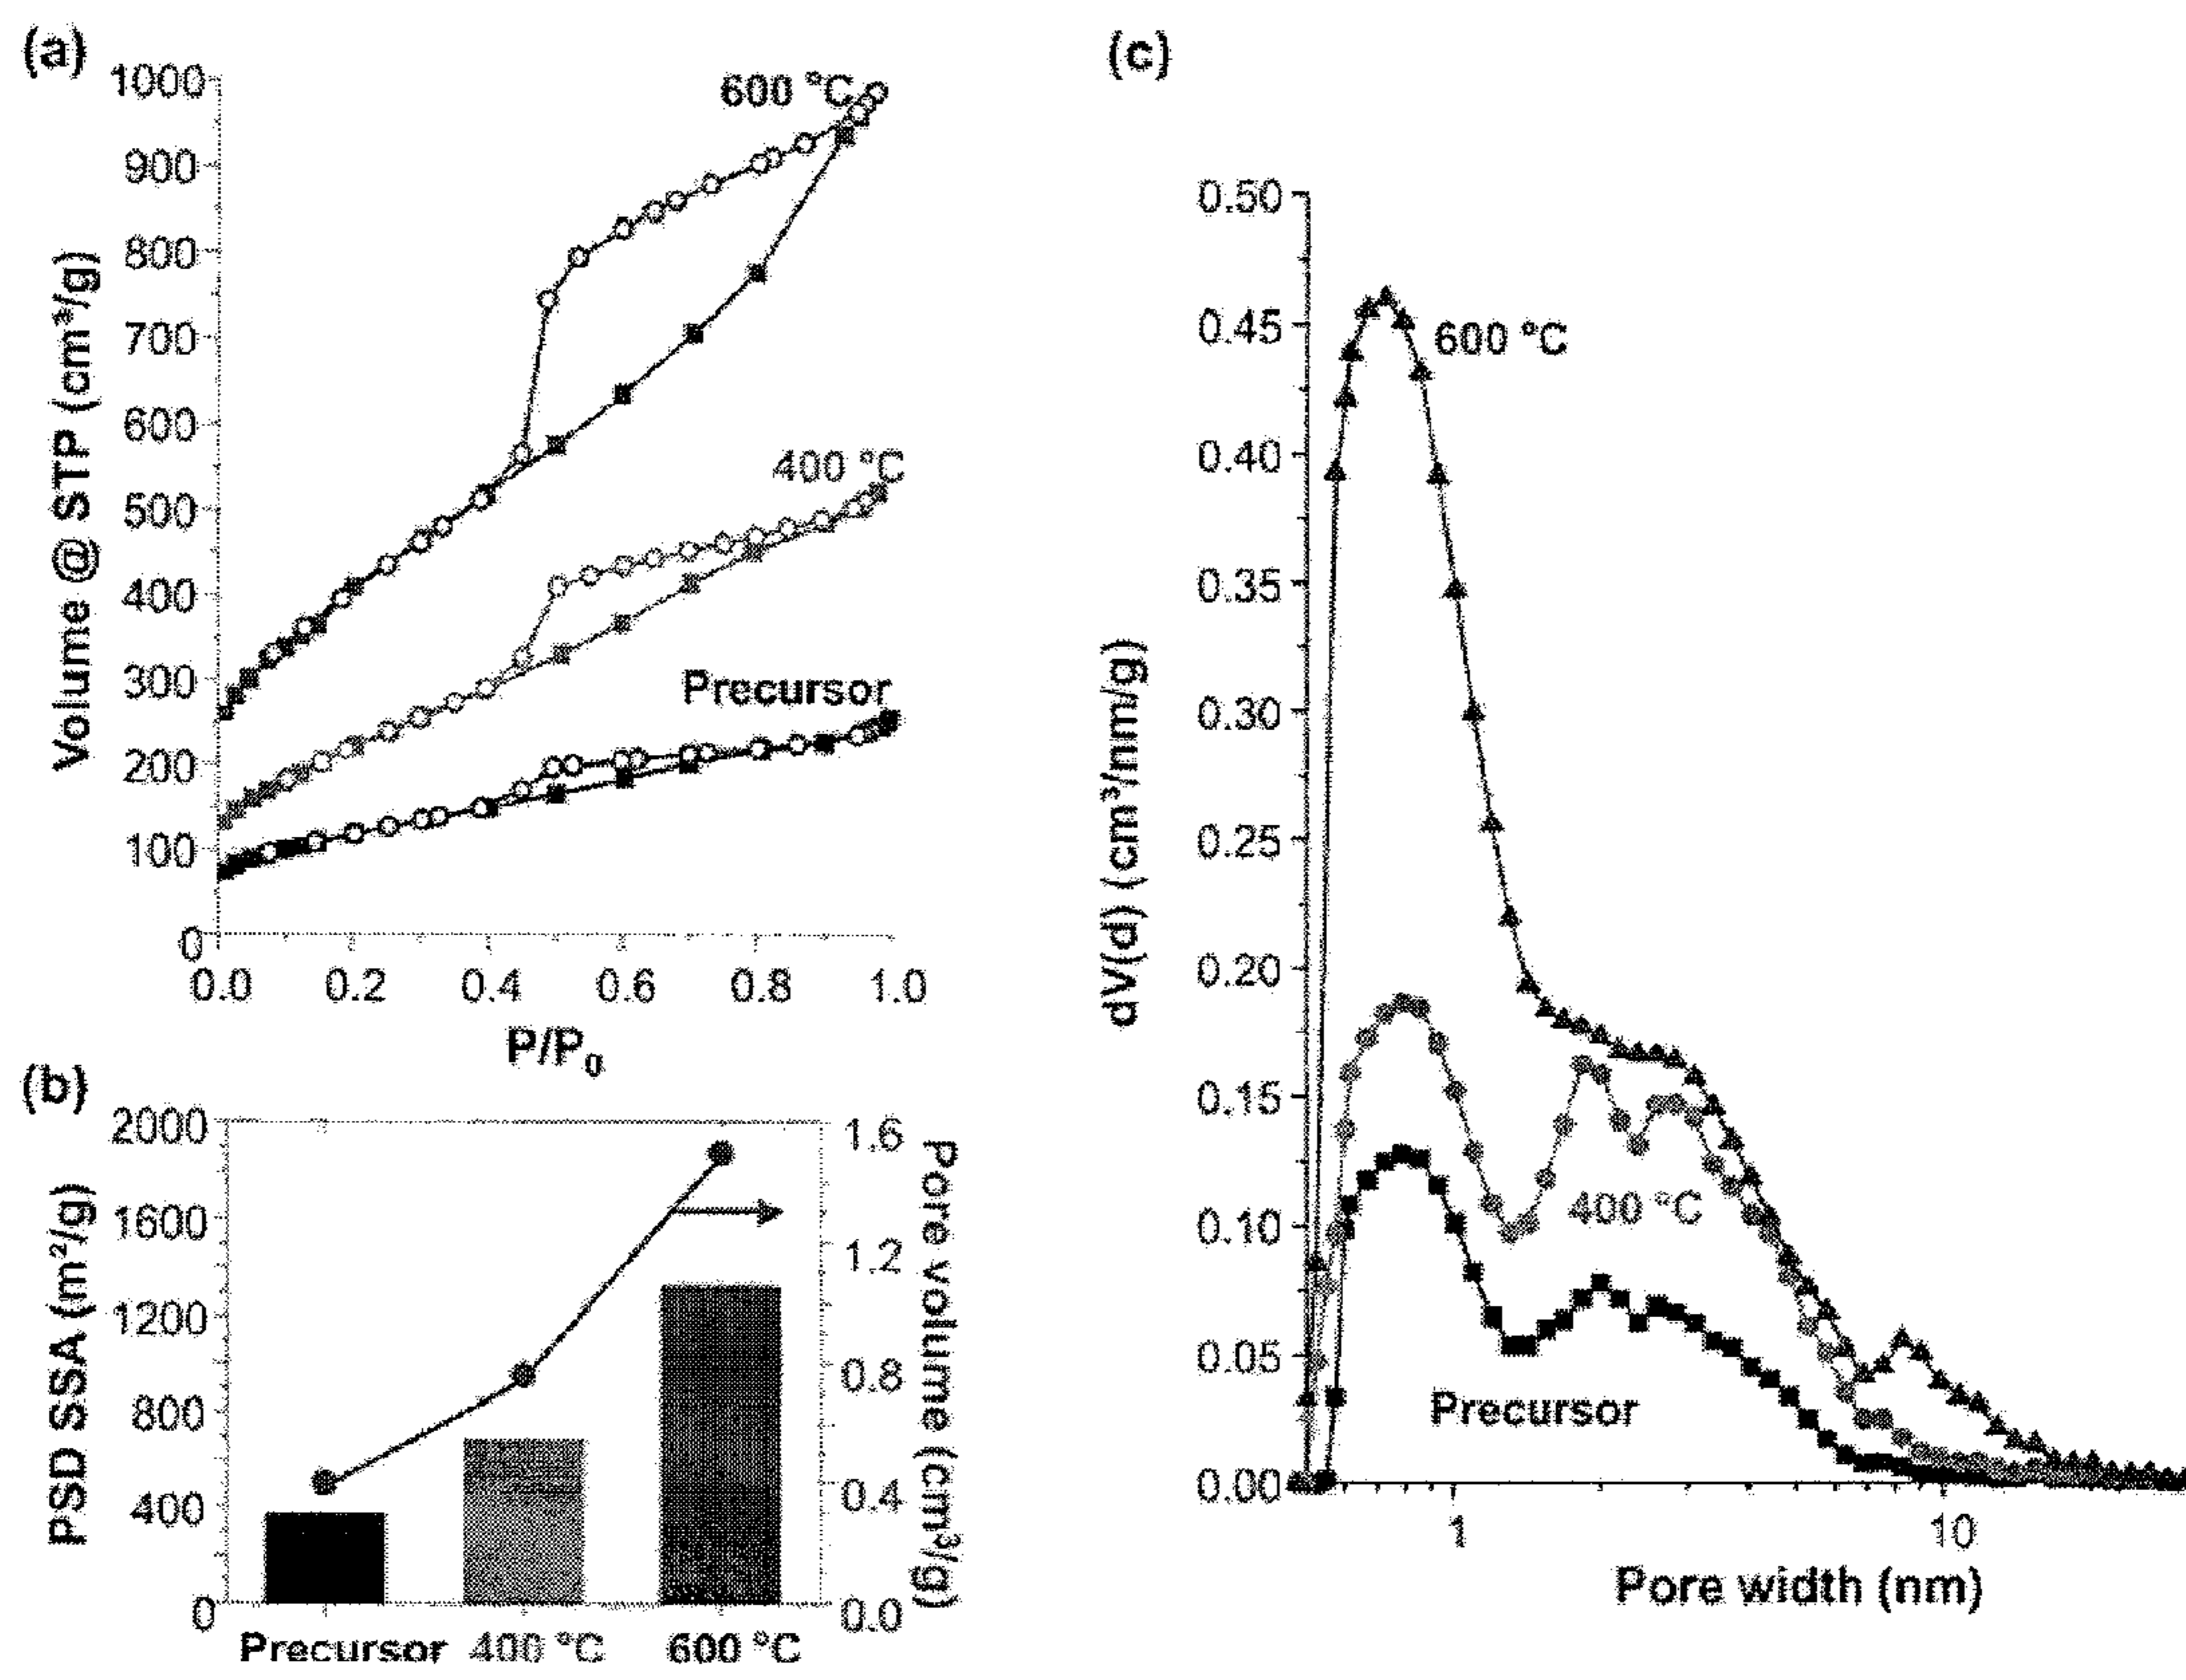 (a)
1000
900
800
700
600
500
400
300
200
100
0
Volume @ STP (cm³/g)
600 °C
400 °C
Precursor
0.0 0.2 0.4 0.6 0.8 1.0
P/P₀
(b)
2000
1600
1200
800
400
0
PSD SSA (m²/g)
1.6
1.2
0.8
0.4
0.0
Pore volume (cm³/g)
Precursor 400 °C 600 °C
(c)
0.50
0.45
0.40
0.35
0.30
0.25
0.20
0.15
0.10
0.05
0.00
dV(d) (cm³/nm/g)
600 °C
400 °C
Precursor
1 10
Pore width (nm)